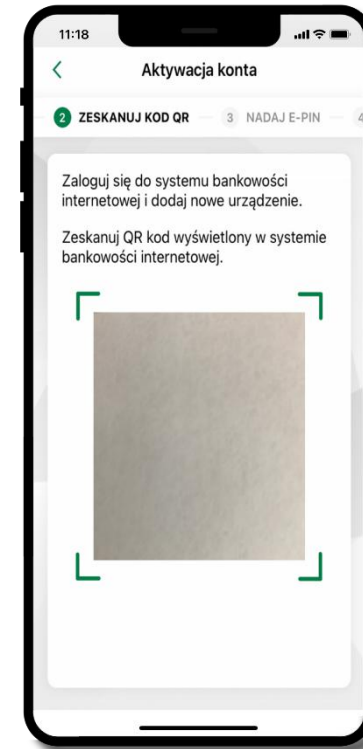 11:18
Aktywacja konta
2 ZESKANUJ KOD QR 3 NADAJ E-PIN 4
Zaloguj się do systemu bankowości
internetowej i dodaj nowe urządzenie.
Zeskanuj QR kod wyświetlony w systemie
bankowości internetowej.